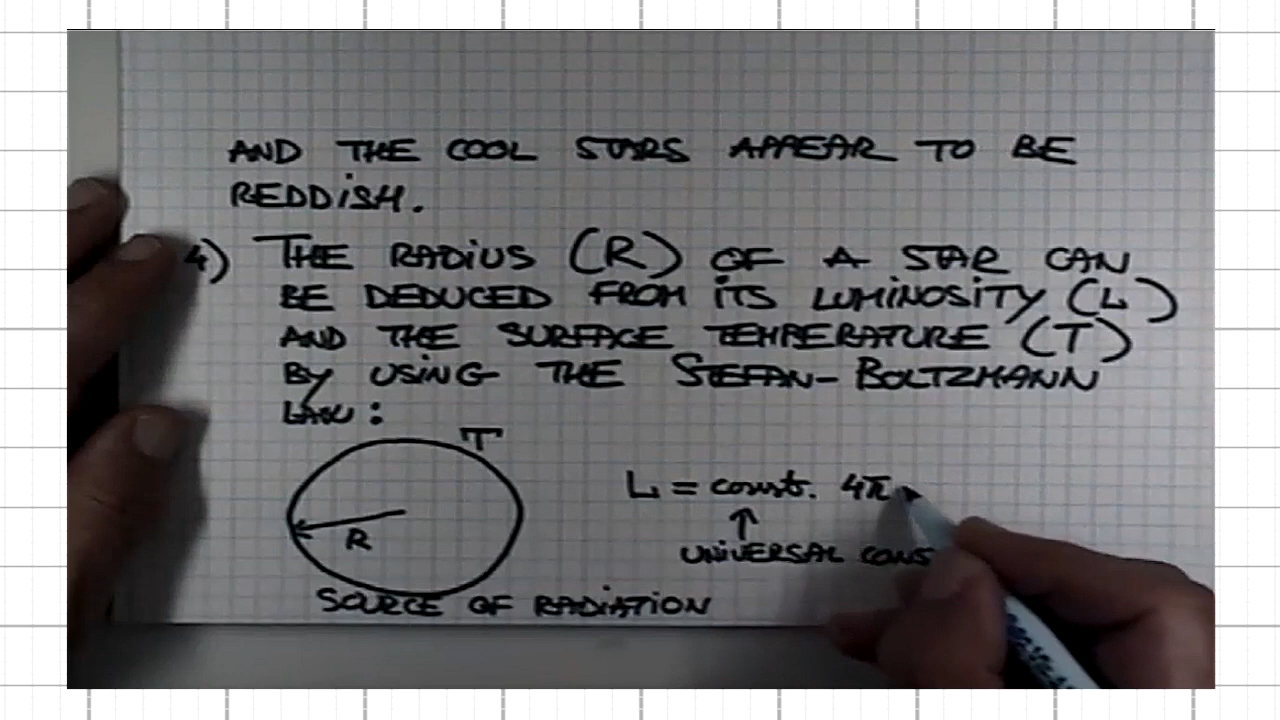 AND THE COOL STARS APPEAR TO BE
REDDISH.
4) THE RADIUS (R) OF A STAR CAN
BE DEDUCED FROM ITS LUMINOSITY (L)
AND THE SURFACE TEMPERATURE (T)
BY USING THE STEFAN-BOLTZMANN
LAW:
T
L = const. 4π
↑
R
UNIVERSAL CONS
SOURCE OF RADIATION